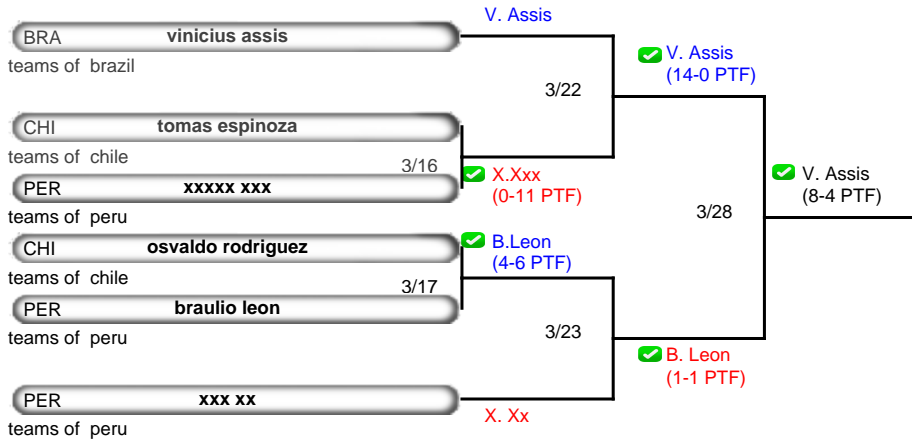 V. Assis
BRA vinicius assis
teams of brazil
V. Assis
(14-0 PTF)
3/22
CHI tomas espinoza
teams of chile
3/16
X.Xxx
(0-11 PTF)
PER xxxxx xxx
teams of peru
V. Assis
(8-4 PTF)
3/28
CHI osvaldo rodriguez
teams of chile
B.Leon
(4-6 PTF)
3/17
PER braulio leon
teams of peru
3/23
B. Leon
(1-1 PTF)
PER xxx xx
teams of peru
X. Xx